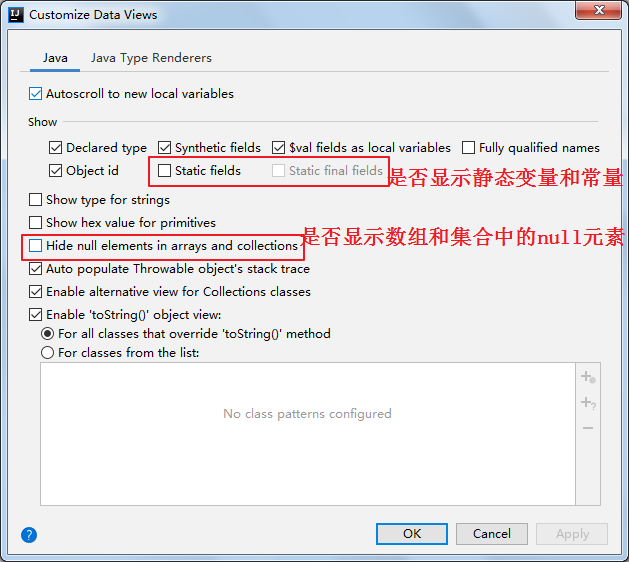 Customize Data Views
Java Java Type Renderers
Autoscroll to new local variables
Show
Declared type Synthetic fields $val fields as local variables Fully qualified names
Object id Static fields Static final fields 是否显示静态变量和常量
Show type for strings
Show hex value for primitives
Hide null elements in arrays and collections 是否显示数组和集合中的null元素
Auto populate Throwable object's stack trace
Enable alternative view for Collections classes
Enable 'toString()' object view:
For all classes that override 'toString()' method
For classes from the list:
No class patterns configured
OK Cancel Apply